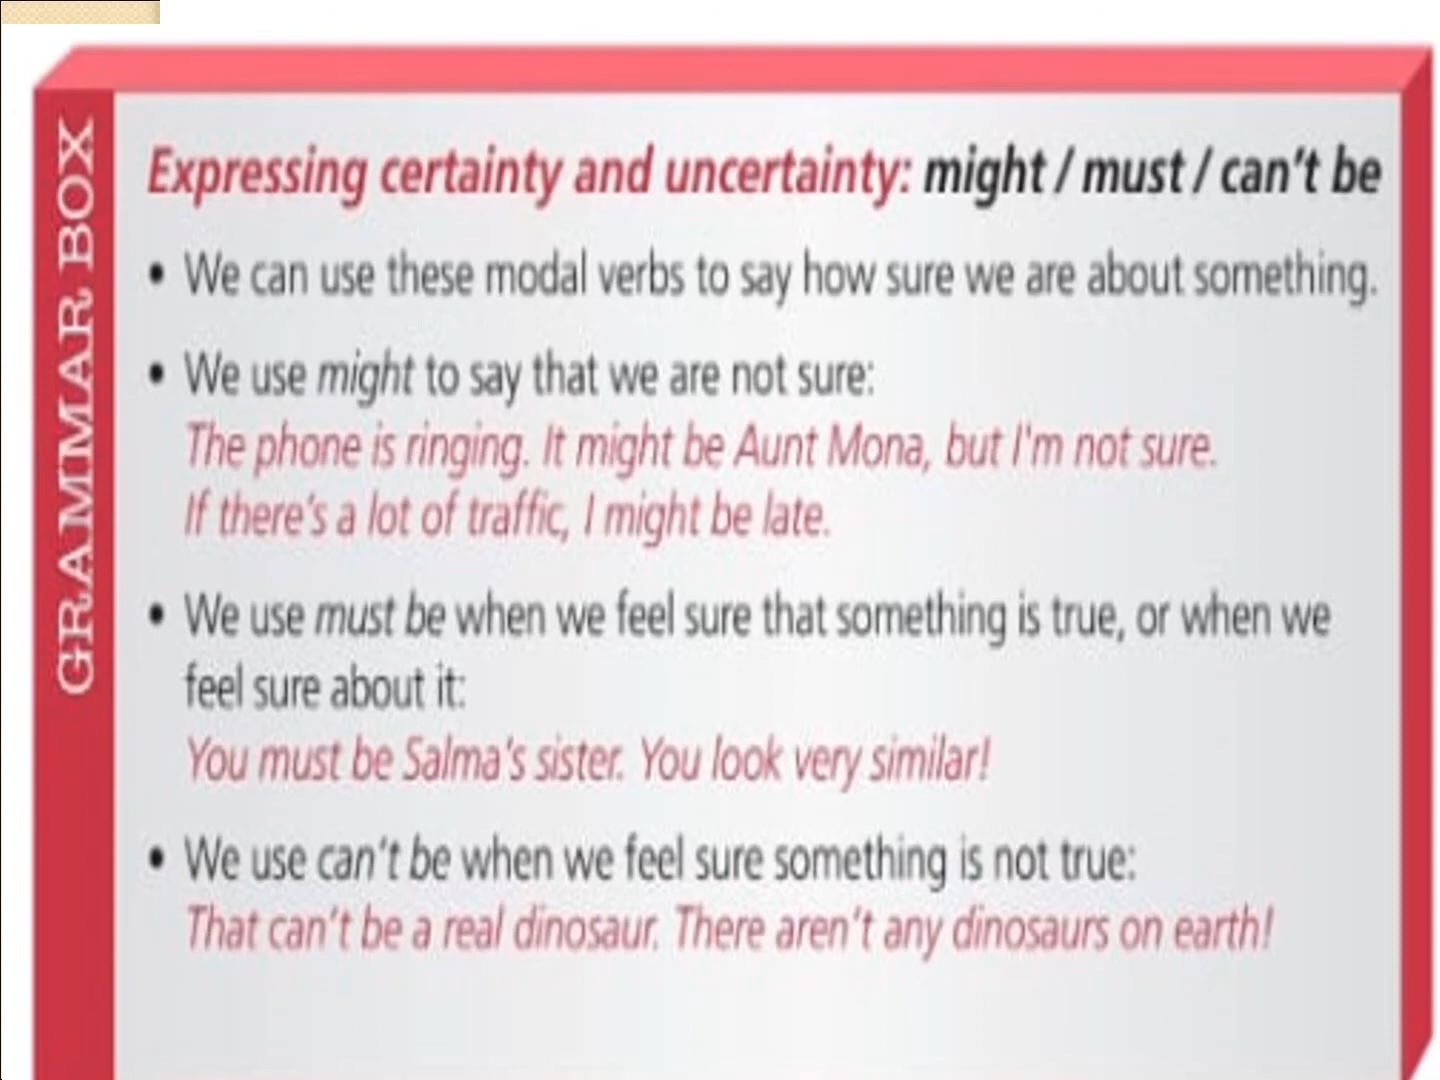 GRAMMAR BOX
Expressing certainty and uncertainty: might / must / can't be
• We can use these modal verbs to say how sure we are about something.
• We use might to say that we are not sure:
The phone is ringing. It might be Aunt Mona, but I'm not sure.
If there's a lot of traffic, I might be late.
• We use must be when we feel sure that something is true, or when we
feel sure about it:
You must be Salma's sister. You look very similar!
• We use can't be when we feel sure something is not true:
That can't be a real dinosaur. There aren't any dinosaurs on earth!